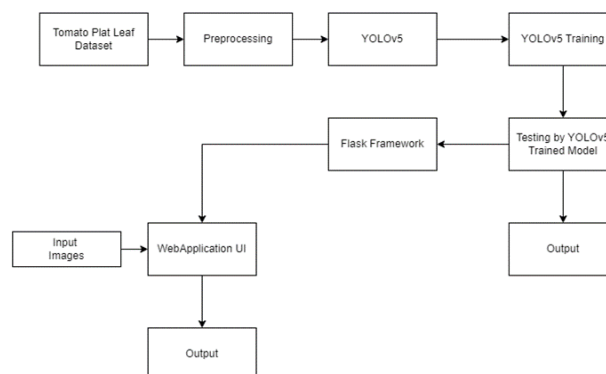 Tomato Plat Leaf
Dataset
Preprocessing
YOLOv5
YOLOv5 Training
Flask Framework
Testing by YOLOv5
Trained Model
Input
Images
WebApplication UI
Output
Output